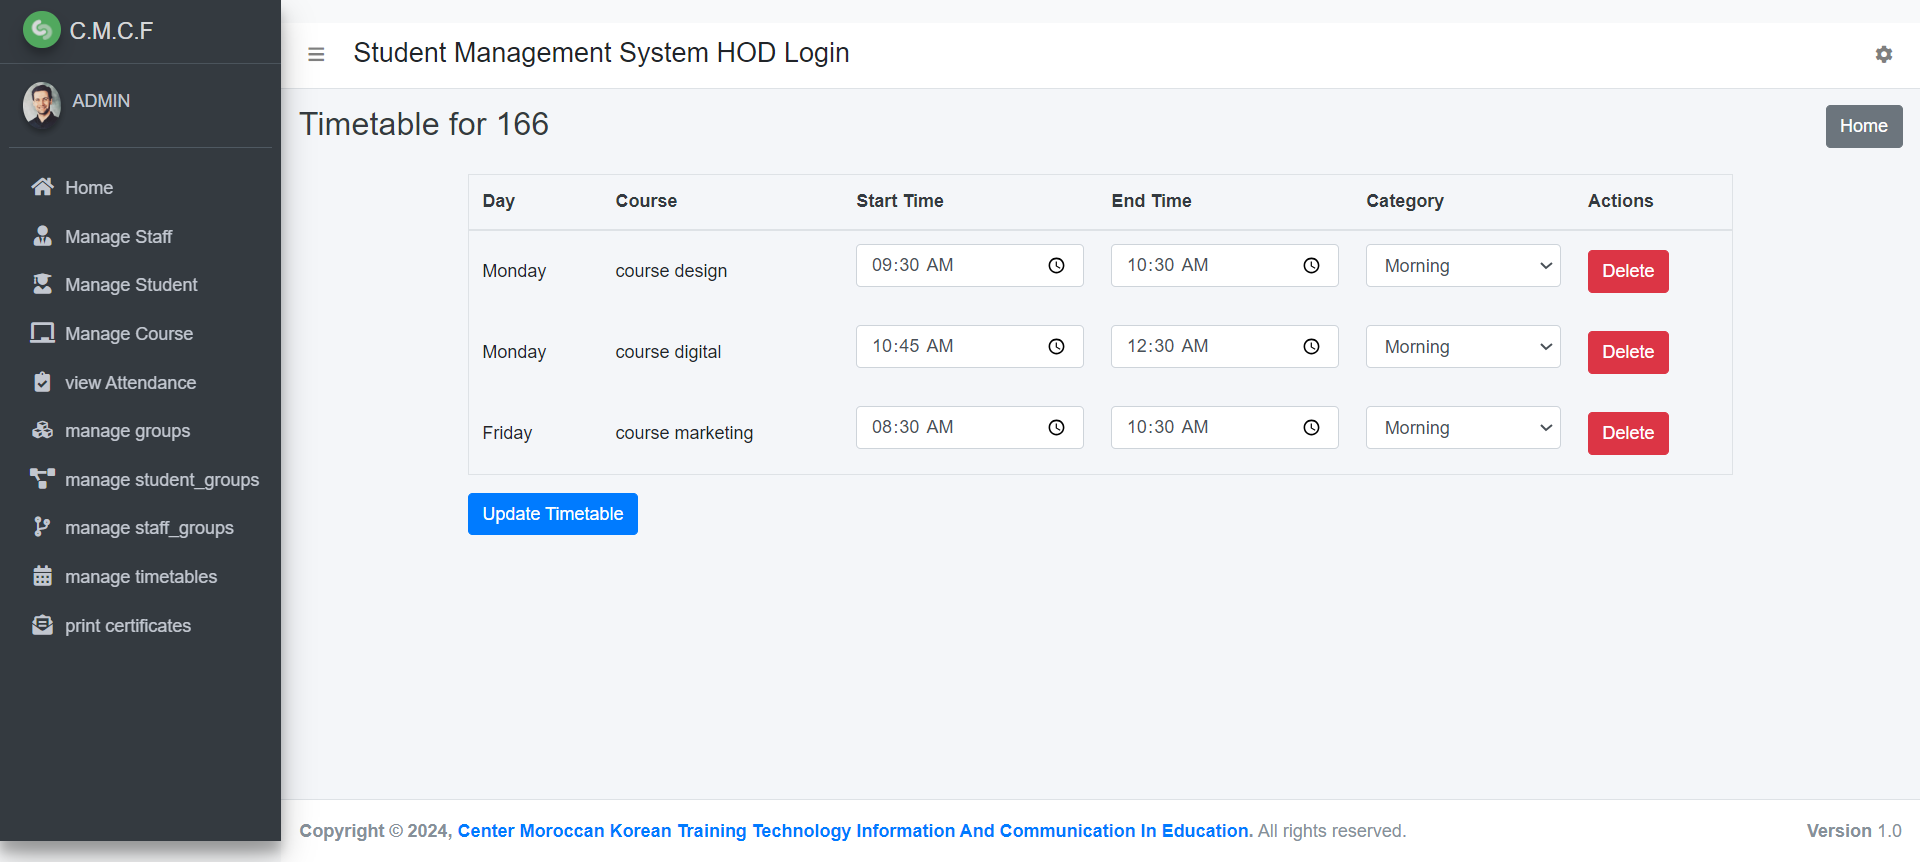 C.M.C.F
ADMIN
Home
Manage Staff
Manage Student
Manage Course
view Attendance
manage groups
manage student_groups
manage staff_groups
manage timetables
print certificates
Student Management System HOD Login
Timetable for 166
Home
Day Course Start Time End Time Category Actions
Monday course design 09:30 AM 10:30 AM Morning Delete
Monday course digital 10:45 AM 12:30 AM Morning Delete
Friday course marketing 08:30 AM 10:30 AM Morning Delete
Update Timetable
Copyright © 2024, Center Moroccan Korean Training Technology Information And Communication In Education. All rights reserved.
Version 1.0